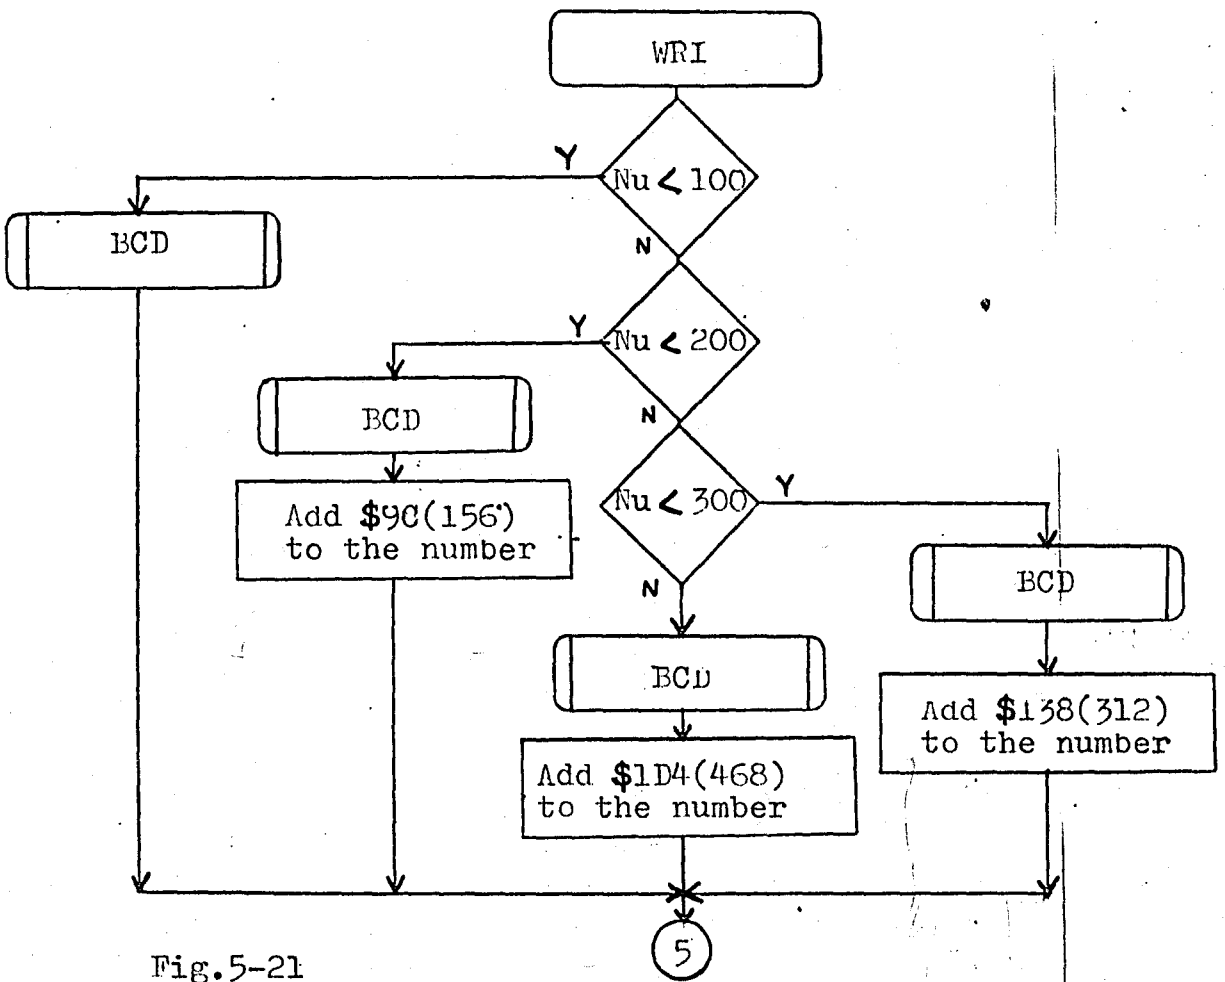 WRI
Y
Nu < 100
BCD
N
Y
Nu < 200
BCD
N
Add $9C(156)
to the number
Nu < 300
Y
BCD
N
BCD
Add $138(312)
to the number
Add $1D4(468)
to the number
5
Fig.5-21